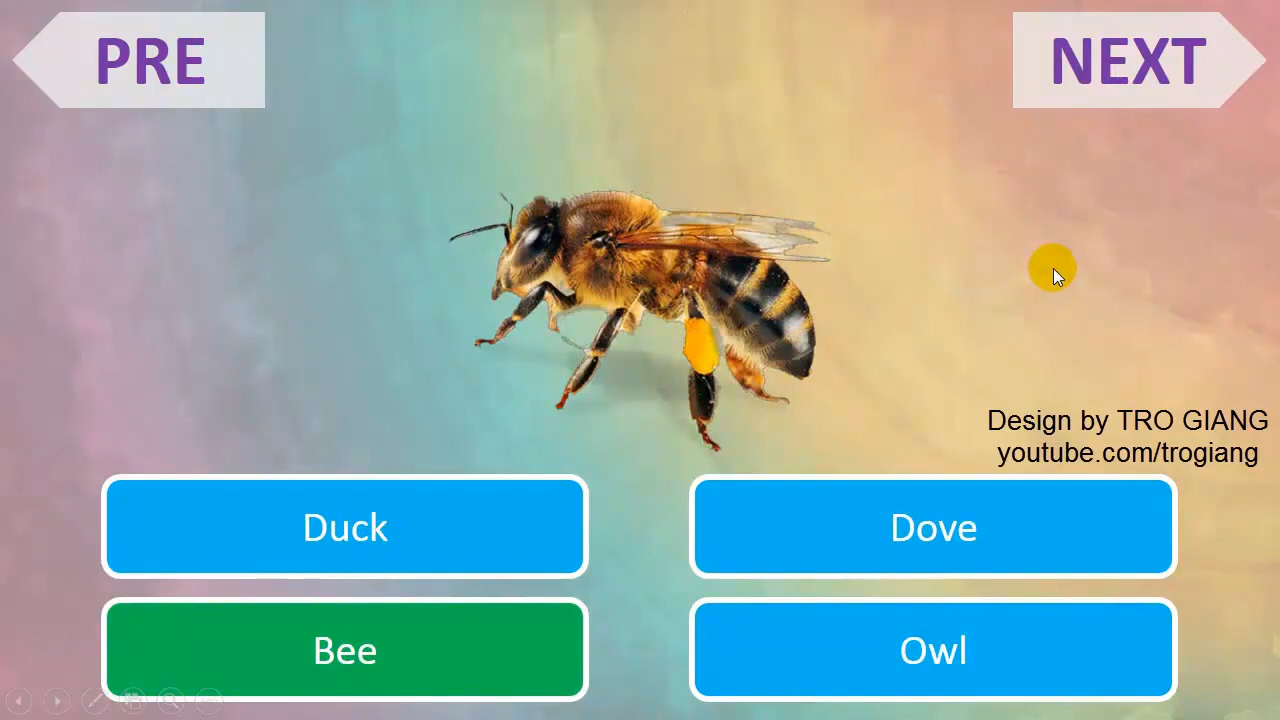 PRE
NEXT
Design by TRO GIANG
youtube.com/trogiang
Duck
Dove
Bee
Owl